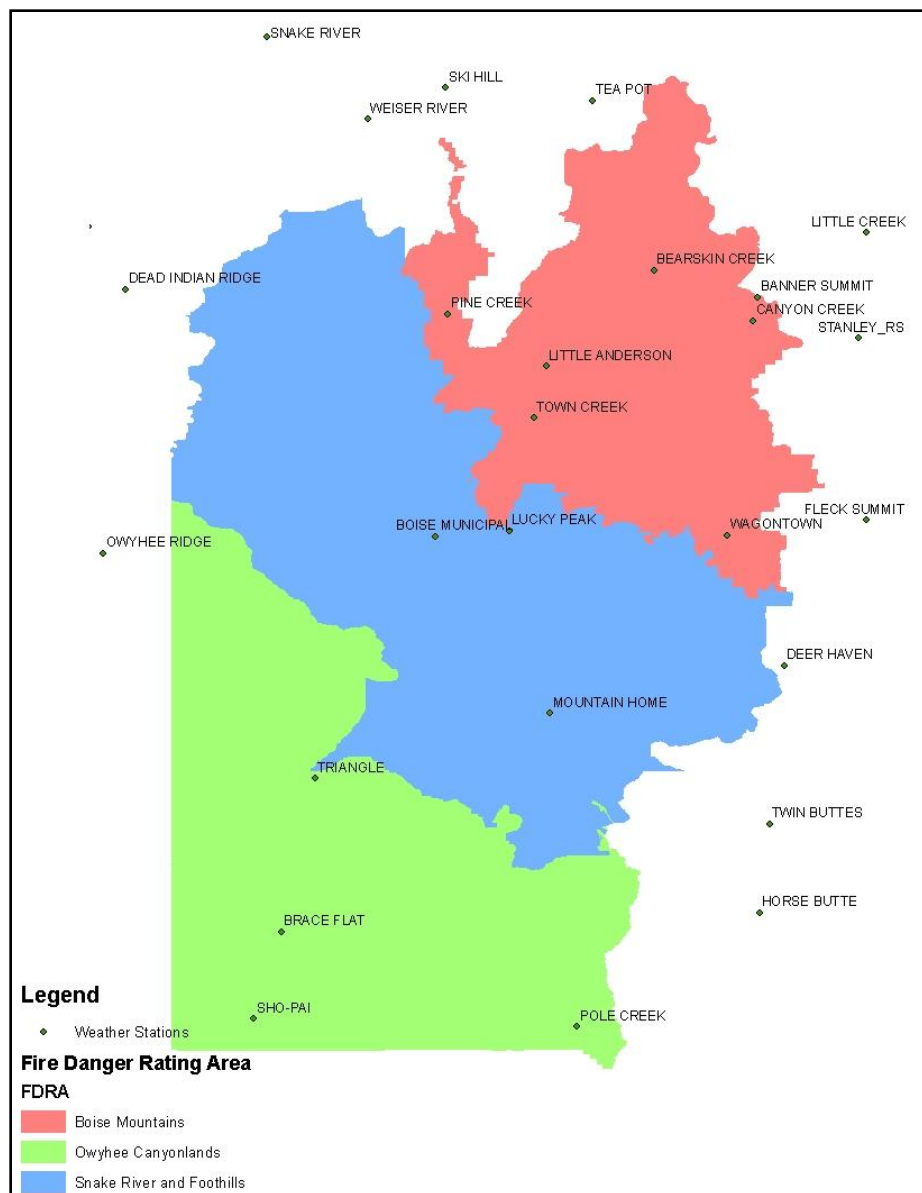 SNAKE RIVER
SKI HILL
TEA POT
WEISER RIVER
LITTLE CREEK
BEARSKIN CREEK
DEAD INDIAN RIDGE
BANNER SUMMIT
PINE CREEK
CANYON CREEK
STANLEY_RS
LITTLE ANDERSON
TOWN CREEK
FLECK SUMMIT
BOISE MUNICIPAL
LUCKY PEAK
WAGONTOWN
OWYHEE RIDGE
DEER HAVEN
MOUNTAIN HOME
TRIANGLE
TWIN BUTTES
HORSE BUTTE
BRACE FLAT
SHO-PAI
POLE CREEK
Legend
Weather Stations
Fire Danger Rating Area
FDRA
Boise Mountains
Owyhee Canyonlands
Snake River and Foothills